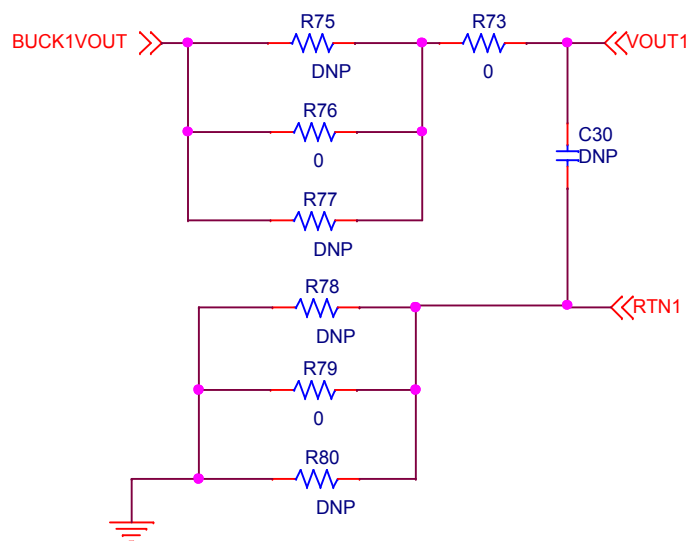 R75
R73
BUCK1VOUT
VOUT1
DNP
0
R76
0
C30
DNP
R77
DNP
R78
DNP
RTN1
R79
0
R80
DNP